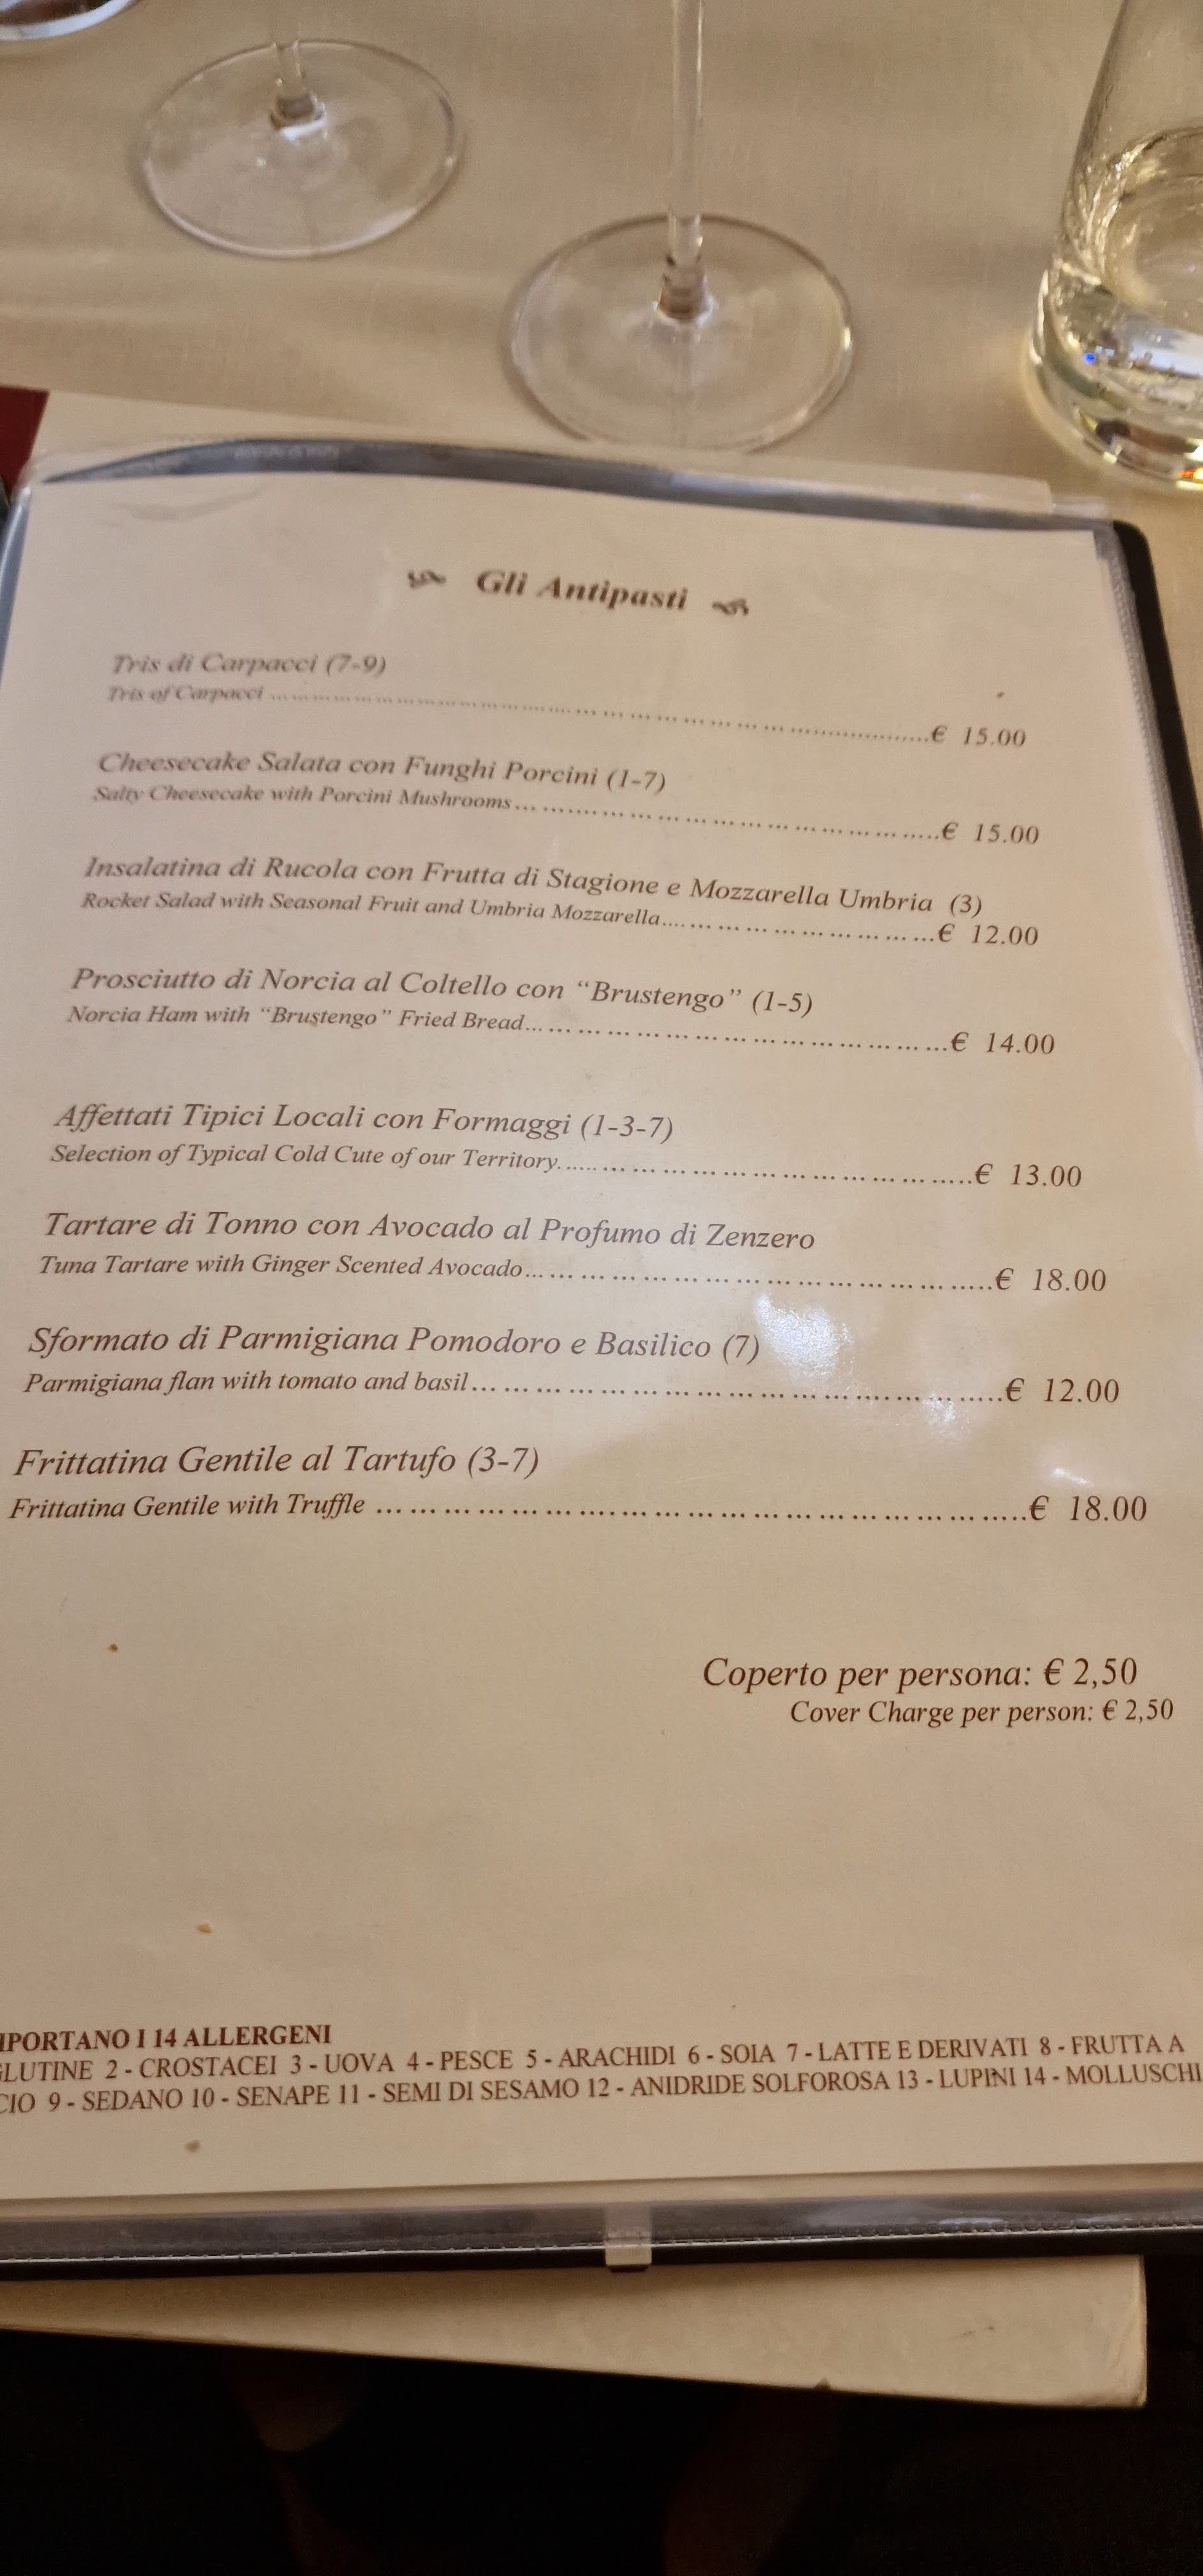 Gli Antipasti
Tris di Carpacci (7-9)
Tris of Carpacci ................................................€ 15.00
Cheesecake Salata con Funghi Porcini (1-7)
Salty Cheesecake with Porcini Mushrooms................................€ 15.00
Insalatina di Rucola con Frutta di Stagione e Mozzarella Umbria (3)
Rocket Salad with Seasonal Fruit and Umbria Mozzarella................................€ 12.00
Prosciutto di Norcia al Coltello con “Brustengo” (1-5)
Norcia Ham with “Brustengo” Fried Bread................................€ 14.00
Affettati Tipici Locali con Formaggi (1-3-7)
Selection of Typical Cold Cute of our Territory................................€ 13.00
Tartare di Tonno con Avocado al Profumo di Zenzero
Tuna Tartare with Ginger Scented Avocado................................€ 18.00
Sformato di Parmigiana Pomodoro e Basilico (7)
Parmigiana flan with tomato and basil................................€ 12.00
Frittatina Gentile al Tartufo (3-7)
Frittatina Gentile with Truffle ................................€ 18.00
Coperto per persona: € 2,50
Cover Charge per person: € 2,50
IPORTANO I 14 ALLERGENI
GLUTINE 2 - CROSTACEI 3 - UOVA 4 - PESCE 5 - ARACHIDI 6 - SOIA 7 - LATTE E DERIVATI 8 - FRUTTA A
CIO 9 - SEDANO 10 - SENAPE 11 - SEMI DI SESAMO 12 - ANIDRIDE SOLFOROSA 13 - LUPINI 14 - MOLLUSCHI